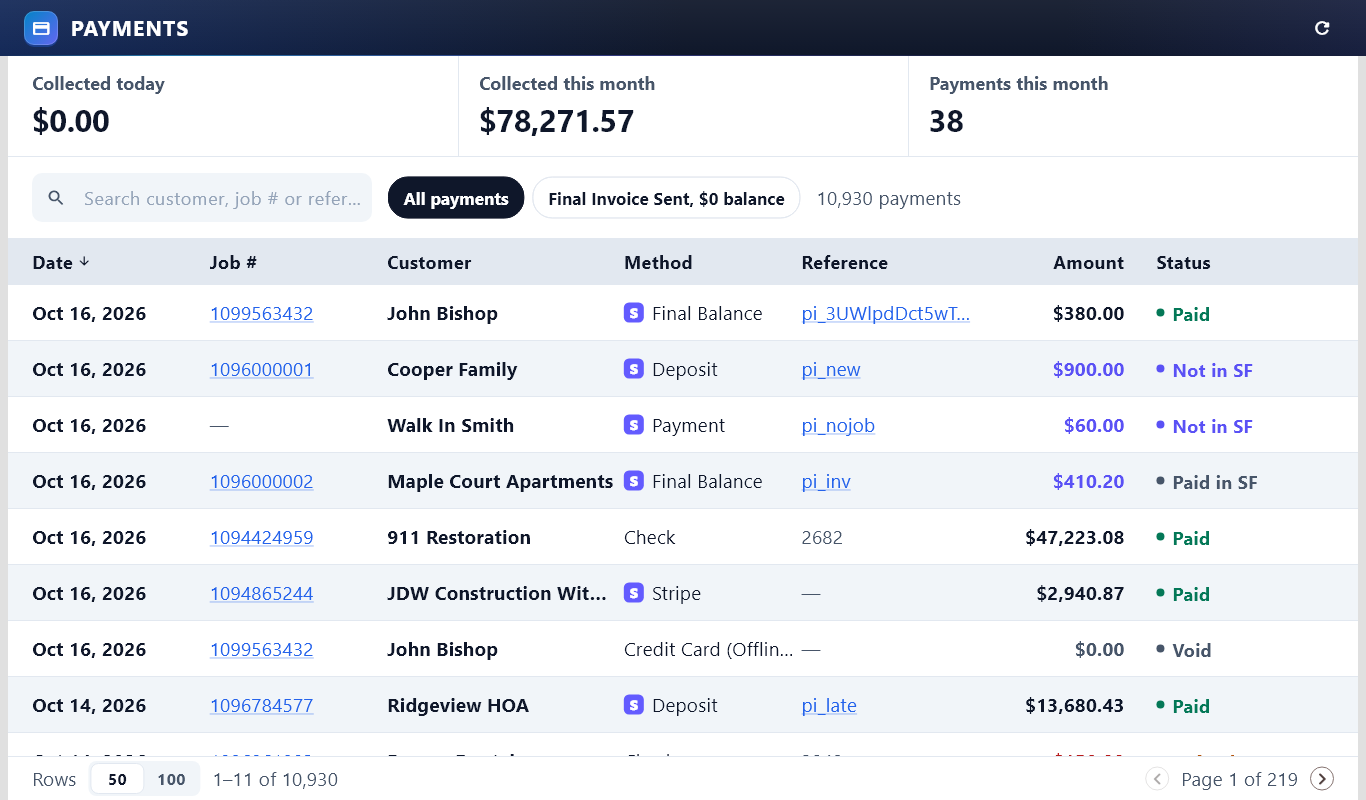 PAYMENTS
Collected today
$0.00
Collected this month
$78,271.57
Payments this month
38
Search customer, job # or refer...
All payments
Final Invoice Sent, $0 balance
10,930 payments
Date ↓ Job # Customer Method Reference Amount Status
Oct 16, 2026 1099563432 John Bishop S Final Balance pi_3UWlpdDct5wT... $380.00 Paid
Oct 16, 2026 1096000001 Cooper Family S Deposit pi_new $900.00 Not in SF
Oct 16, 2026 — Walk In Smith S Payment pi_nojob $60.00 Not in SF
Oct 16, 2026 1096000002 Maple Court Apartments S Final Balance pi_inv $410.20 Paid in SF
Oct 16, 2026 1094424959 911 Restoration Check 2682 $47,223.08 Paid
Oct 16, 2026 1094865244 JDW Construction Wit... S Stripe — $2,940.87 Paid
Oct 16, 2026 1099563432 John Bishop Credit Card (Offlin... — $0.00 Void
Oct 14, 2026 1096784577 Ridgeview HOA S Deposit pi_late $13,680.43 Paid
Rows 50 100 1–11 of 10,930 Page 1 of 219